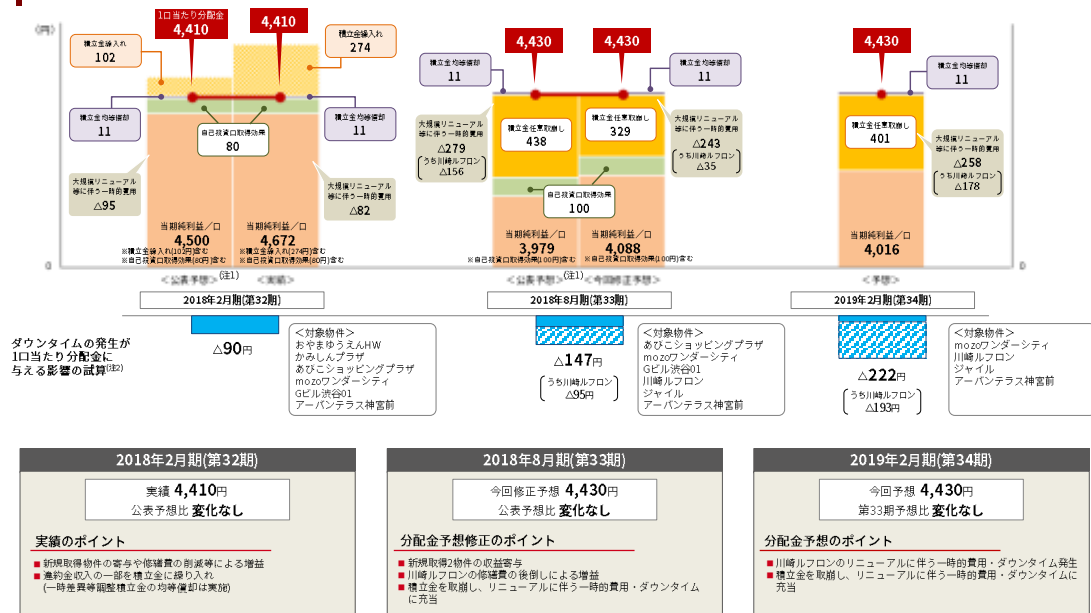 (円)
1口当たり分配金
4,410
4,410
積立金繰入れ
102
積立金繰入れ
274
積立金均等償却
11
積立金均等償却
11
自己投資口取得効果
80
大規模リニューアル
等に伴う一時的費用
△95
大規模リニューアル
等に伴う一時的費用
△82
当期純利益／口
4,500
※積立金繰入れ(102円)含む
※自己投資口取得効果(80円)含む
当期純利益／口
4,672
※積立金繰入れ(274円)含む
※自己投資口取得効果(80円)含む
0
＜公表予想＞
(注1)
＜実績＞
4,430
4,430
積立金均等償却
11
積立金均等償却
11
大規模リニューアル
等に伴う一時的費用
△279
(うち川崎ルフロン
△156)
積立金任意取崩し
438
積立金任意取崩し
329
大規模リニューアル
等に伴う一時的費用
△243
(うち川崎ルフロン
△35)
自己投資口取得効果
100
当期純利益／口
3,979
※自己投資口取得効果(100円)含む
当期純利益／口
4,088
※自己投資口取得効果(100円)含む
＜公表予想＞
(注1)
＜今回修正予想＞
4,430
積立金均等償却
11
積立金任意取崩し
401
大規模リニューアル
等に伴う一時的費用
△258
(うち川崎ルフロン
△178)
当期純利益／口
4,016
＜予想＞
0
2018年2月期(第32期)
2018年8月期(第33期)
2019年2月期(第34期)
ダウンタイムの発生が
1口当たり分配金に
与える影響の試算(注2)
△90円
＜対象物件＞
おやまゆうえんHW
かみしんプラザ
あびこショッピングプラザ
mozoワンダーシティ
Gビル渋谷01
アーバンテラス神宮前
△147円
(うち川崎ルフロン
△95円)
＜対象物件＞
あびこショッピングプラザ
mozoワンダーシティ
Gビル渋谷01
川崎ルフロン
ジャイル
アーバンテラス神宮前
△222円
(うち川崎ルフロン
△193円)
＜対象物件＞
mozoワンダーシティ
川崎ルフロン
ジャイル
アーバンテラス神宮前
2018年2月期(第32期)
実績 4,410円
公表予想比 変化なし
実績のポイント
■新規取得物件の寄与や修繕費の削減等による増益
■違約金収入の一部を積立金に繰り入れ
(一時差異等調整積立金の均等償却は実施)
2018年8月期(第33期)
今回修正予想 4,430円
公表予想比 変化なし
分配金予想修正のポイント
■新規取得2物件の収益寄与
■川崎ルフロンの修繕費の後倒しによる増益
■積立金を取崩し、リニューアルに伴う一時的費用・ダウンタイム
に充当
2019年2月期(第34期)
今回予想 4,430円
第33期予想比 変化なし
分配金予想のポイント
■川崎ルフロンのリニューアルに伴う一時的費用・ダウンタイム発生
■積立金を取崩し、リニューアルに伴う一時的費用・ダウンタイムに
充当